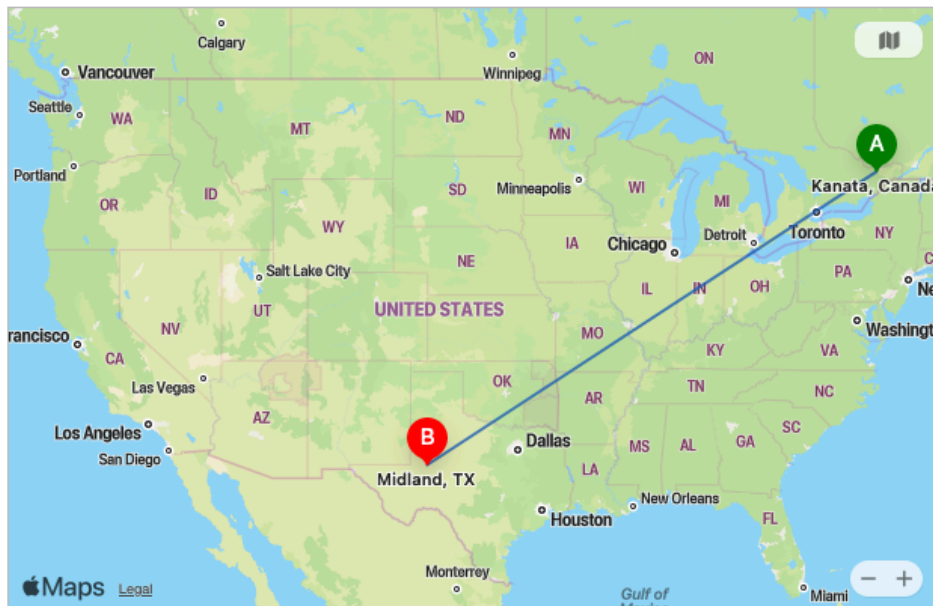 Calgary
ON
Vancouver
Winnipeg
Seattle
WA
ND
MT
MN
A
Portland
Minneapolis
WI
Kanata, Canada
OR
ID
SD
MI
WY
Chicago
Detroit
Toronto
NY
IA
NE
PA
Salt Lake City
IL
IN
OH
UNITED STATES
NV
UT
MO
Washingt
rancisco
CA
KY
VA
Las Vegas
OK
TN
NC
AZ
AR
Los Angeles
B
Dallas
MS
AL
GA
SC
San Diego
Midland, TX
LA
New Orleans
Houston
FL
Monterrey
Maps
Legal
Gulf of
Miami